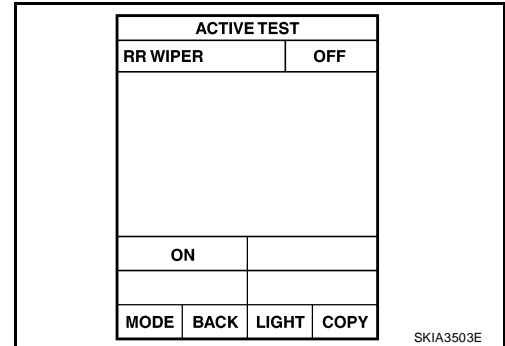 ACTIVE TEST
RR WIPER OFF
ON
MODE BACK LIGHT COPY
SKIA3503E